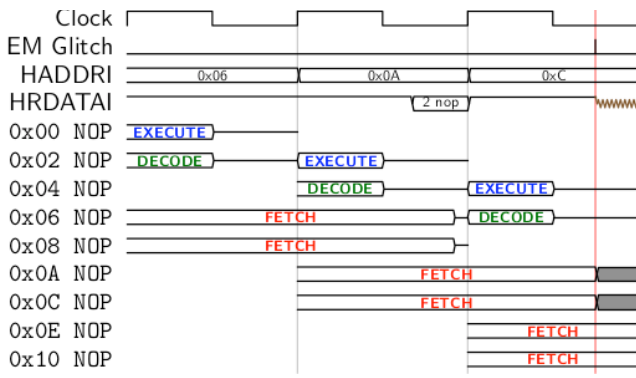 Clock
EM Glitch
HADDRI 0x06 0x0A 0xC
HRDATAI 2 nop
0x00 NOP EXECUTE
0x02 NOP DECODE EXECUTE
0x04 NOP DECODE EXECUTE
0x06 NOP FETCH DECODE
0x08 NOP FETCH
0x0A NOP FETCH
0x0C NOP FETCH
0x0E NOP FETCH
0x10 NOP FETCH